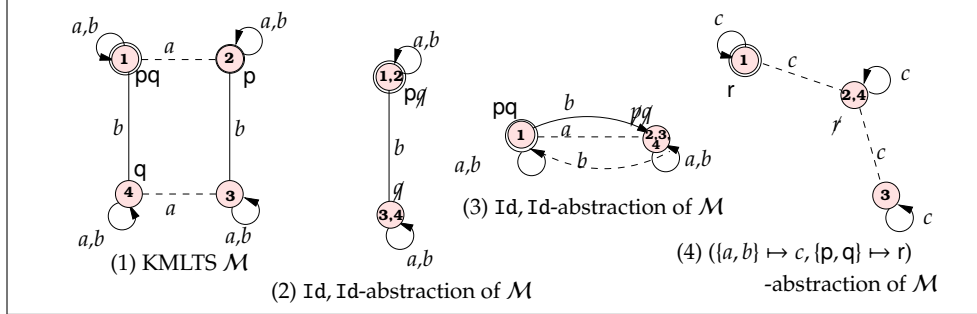 a,b
1
a
2
a,b
pq
p
b
b
q
4
a
3
a,b
a,b
(1) KMLTS M
a,b
1,2
pq̸
b
q̸
3,4
a,b
(2) Id, Id-abstraction of M
pq
b
p̸q̸
1
a
2,3,
4
a,b
b
a,b
(3) Id, Id-abstraction of M
c
1
r
c
c
2,4
r̸
c
3
c
(4) ({a, b} ↦ c, {p, q} ↦ r)
-abstraction of M